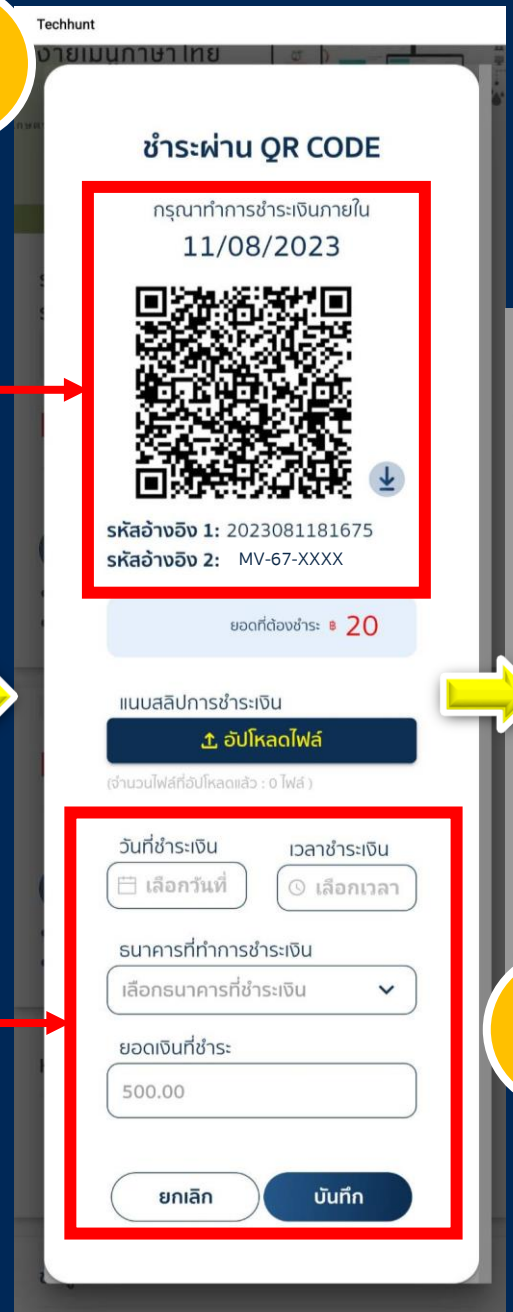 Techhunt
ชำระผ่าน QR CODE
กรุณาทำการชำระเงินภายใน
11/08/2023
รหัสอ้างอิง 1: 2023081181675
รหัสอ้างอิง 2: MV-67-XXXX
ยอดที่ต้องชำระ ฿ 20
แนบสลิปการชำระเงิน
อัปโหลดไฟล์
(จำนวนไฟล์ที่อัปโหลดแล้ว : 0 ไฟล์ )
วันที่ชำระเงิน เวลาชำระเงิน
เลือกวันที่ เลือกเวลา
ธนาคารที่ทำการชำระเงิน
เลือกธนาคารที่ชำระเงิน
ยอดเงินที่ชำระ
500.00
ยกเลิก บันทึก